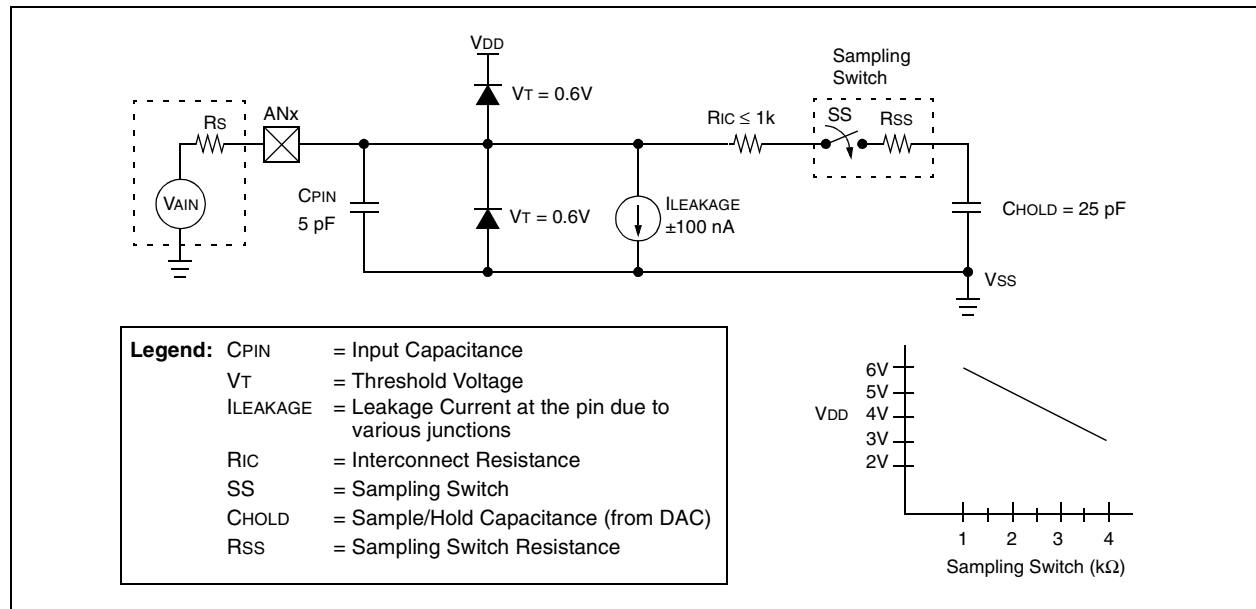 VDD
Sampling
Switch
VT = 0.6V
ANx
RS
RIC ≤ 1k
SS
RSS
VAIN
CPIN
5 pF
VT = 0.6V
ILEAKAGE
±100 nA
CHOLD = 25 pF
VSS
Legend: CPIN = Input Capacitance
VT = Threshold Voltage
ILEAKAGE = Leakage Current at the pin due to
various junctions
RIC = Interconnect Resistance
SS = Sampling Switch
CHOLD = Sample/Hold Capacitance (from DAC)
RSS = Sampling Switch Resistance
6V
5V
VDD 4V
3V
2V
1 2 3 4
Sampling Switch (kΩ)